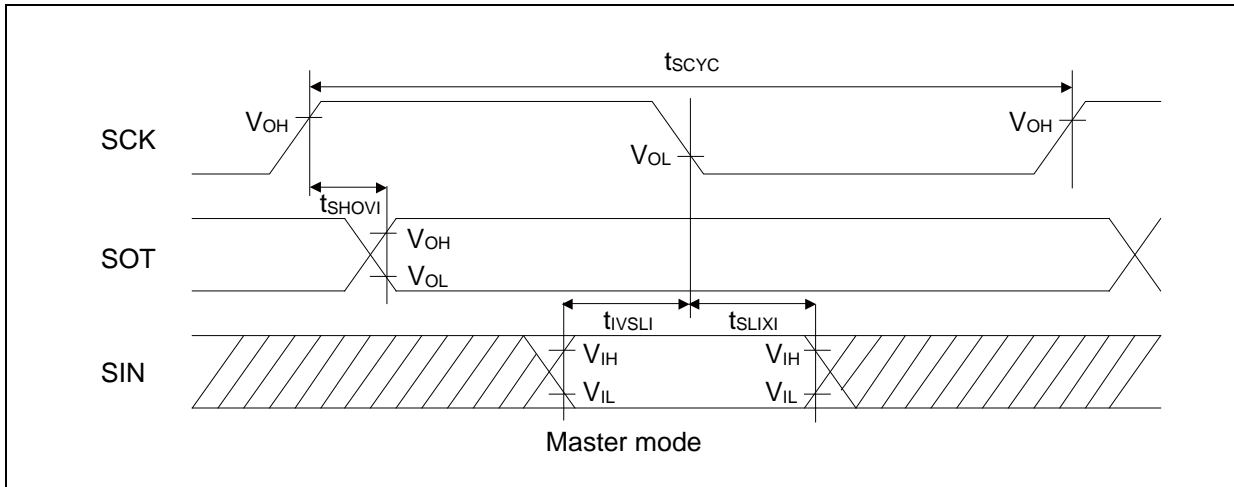 tSCYC
SCK
VOH
VOL
VOH
tSHOVI
SOT
VOH
VOL
tIVSLI
tSLIXI
SIN
VIH
VIH
VIL
VIL
Master mode